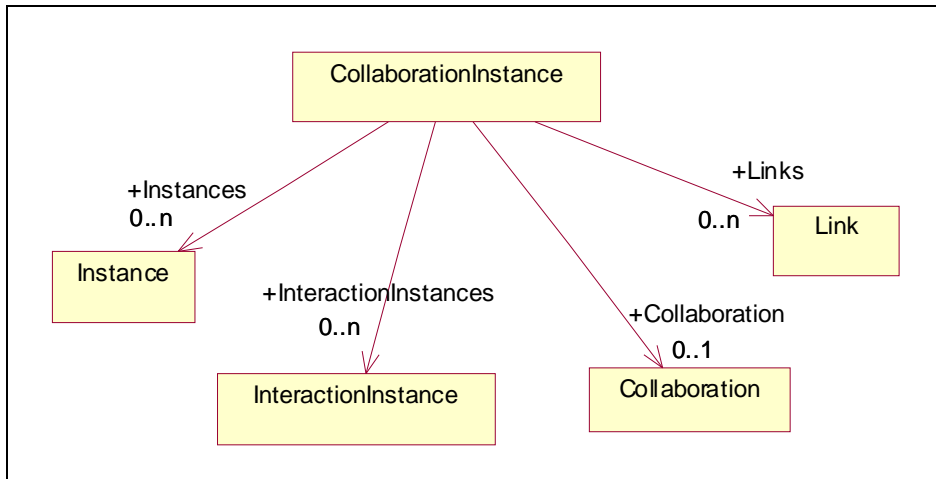 CollaborationInstance
+Instances
0..n
+Links
0..n
Link
Instance
+InteractionInstances
0..n
+Collaboration
0..1
InteractionInstance
Collaboration